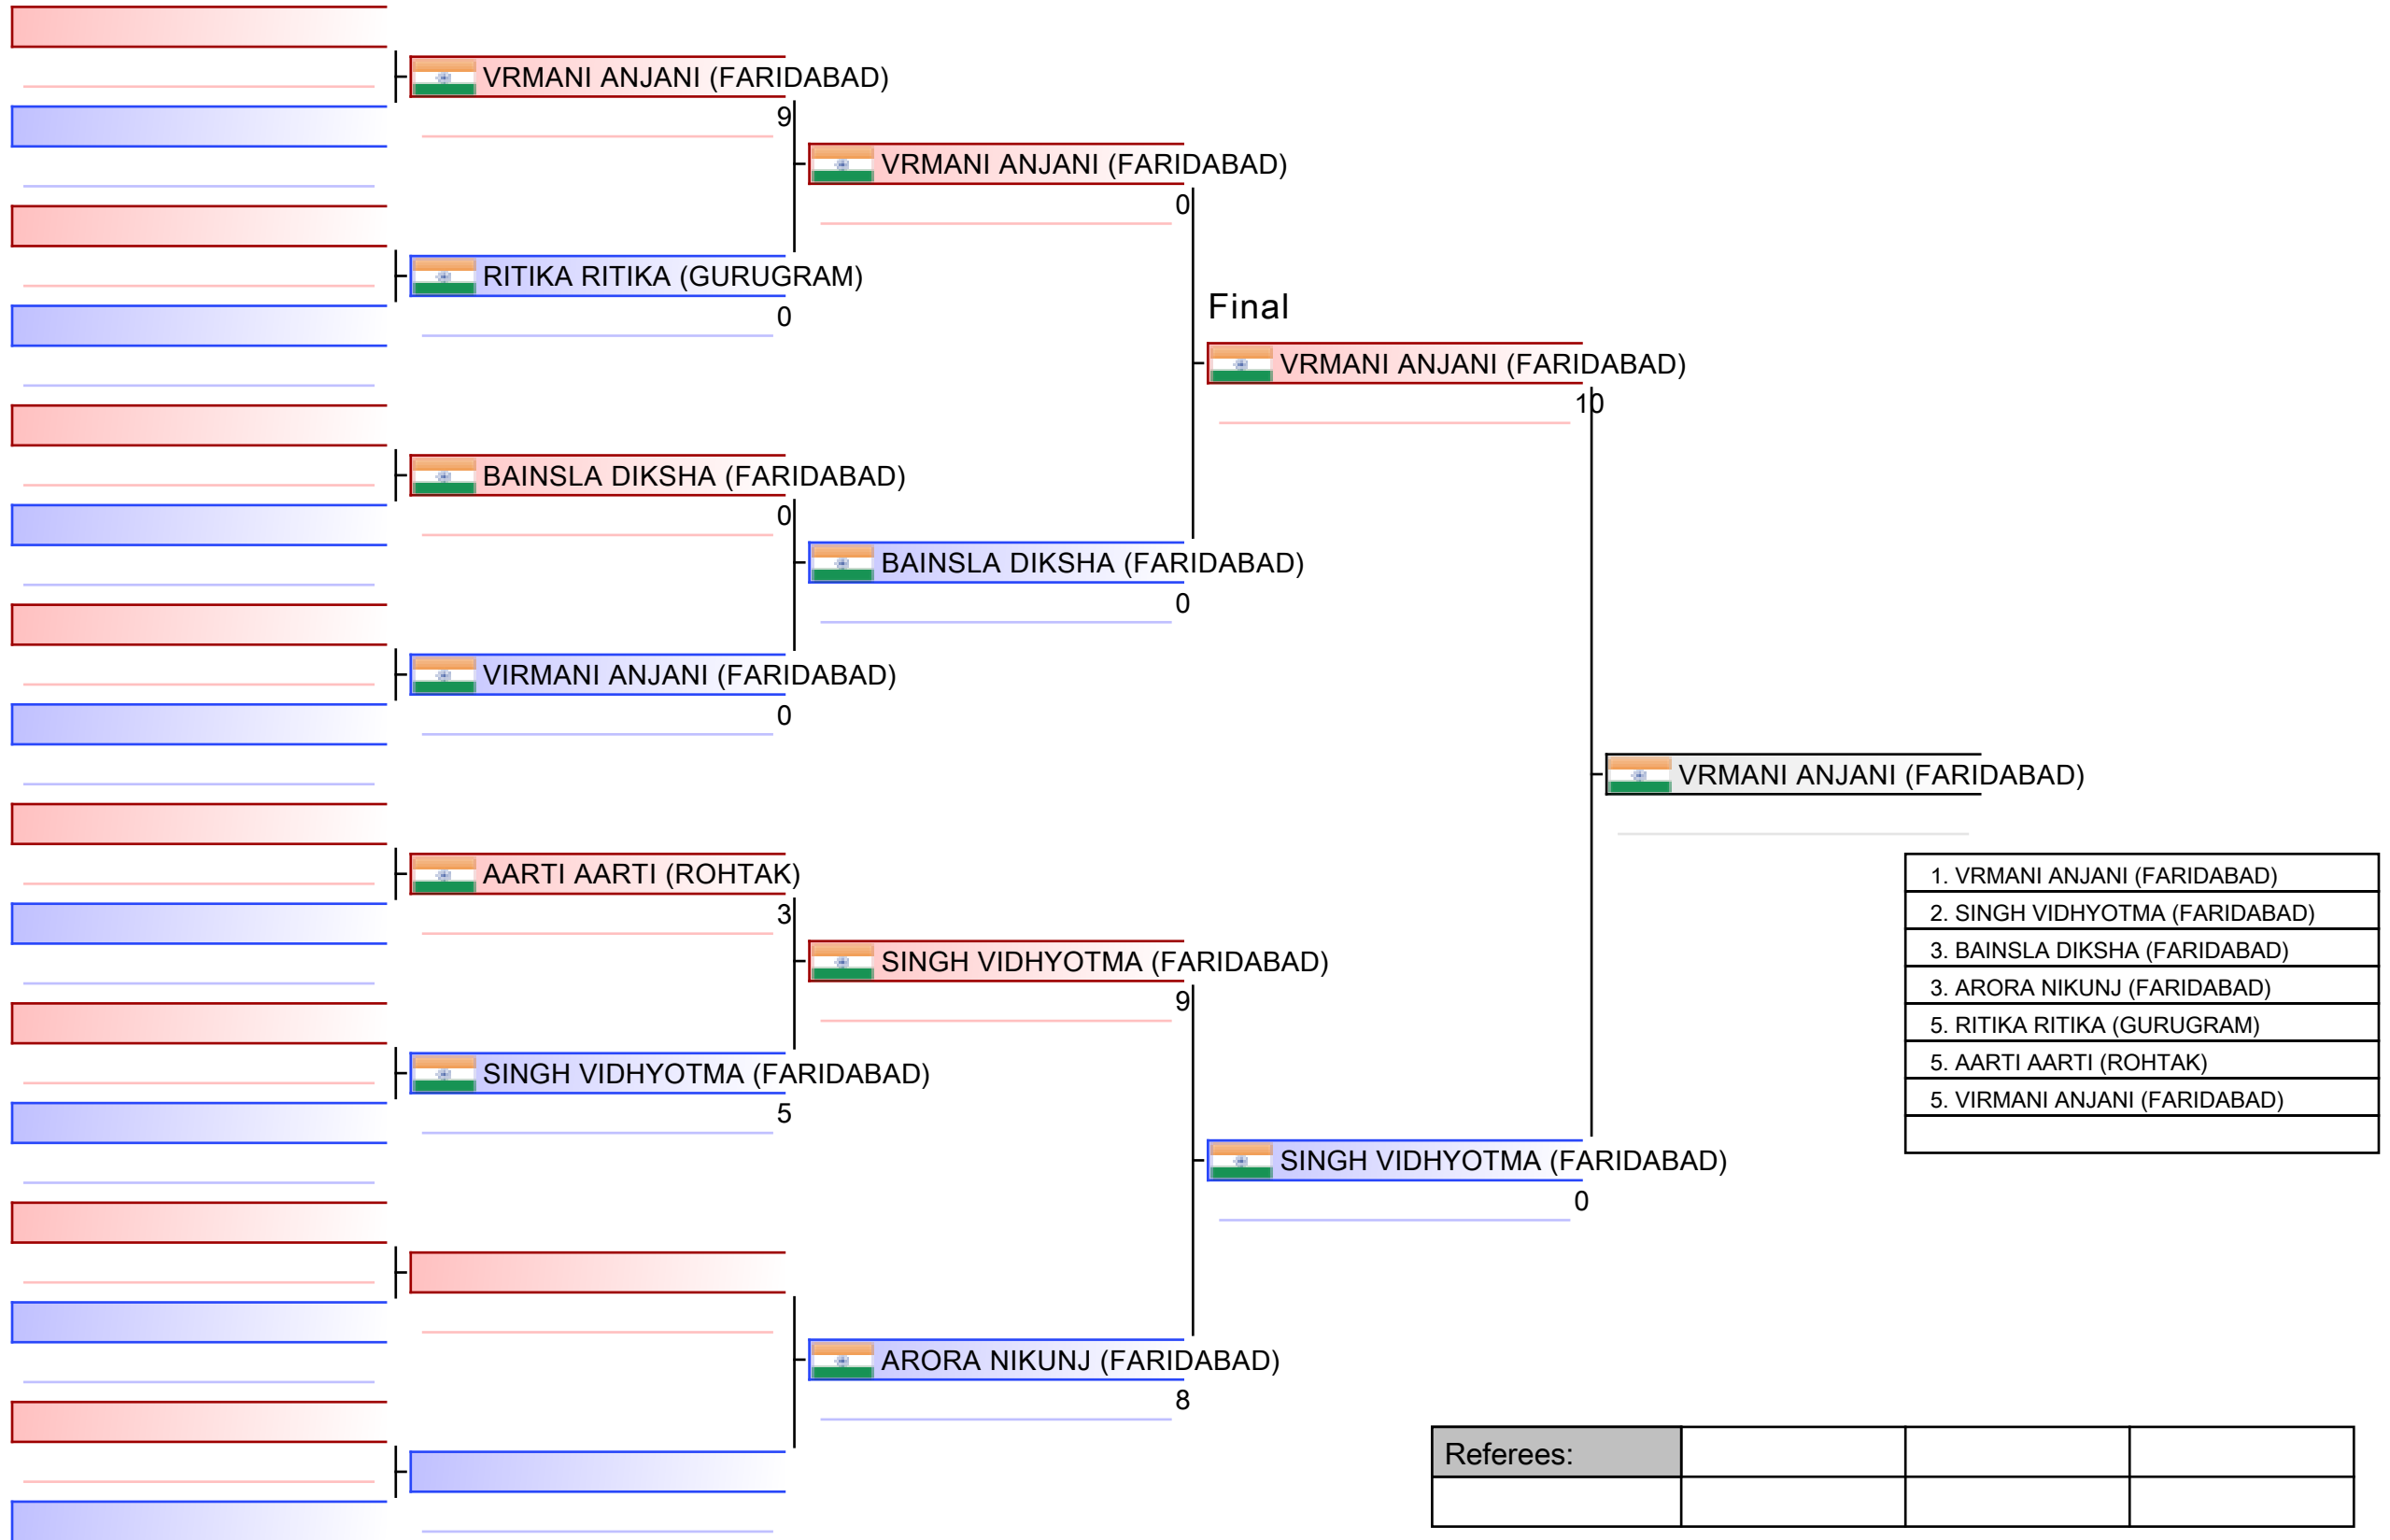 VRMANI ANJANI (FARIDABAD)
9
RITIKA RITIKA (GURUGRAM)
0
BAINSLA DIKSHA (FARIDABAD)
0
VIRMANI ANJANI (FARIDABAD)
0
AARTI AARTI (ROHTAK)
3
SINGH VIDHYOTMA (FARIDABAD)
5
VRMANI ANJANI (FARIDABAD)
0
BAINSLA DIKSHA (FARIDABAD)
0
SINGH VIDHYOTMA (FARIDABAD)
9
ARORA NIKUNJ (FARIDABAD)
8
Final
VRMANI ANJANI (FARIDABAD)
10
SINGH VIDHYOTMA (FARIDABAD)
0
VRMANI ANJANI (FARIDABAD)
1. VRMANI ANJANI (FARIDABAD)
2. SINGH VIDHYOTMA (FARIDABAD)
3. BAINSLA DIKSHA (FARIDABAD)
3. ARORA NIKUNJ (FARIDABAD)
5. RITIKA RITIKA (GURUGRAM)
5. AARTI AARTI (ROHTAK)
5. VIRMANI ANJANI (FARIDABAD)
Referees: